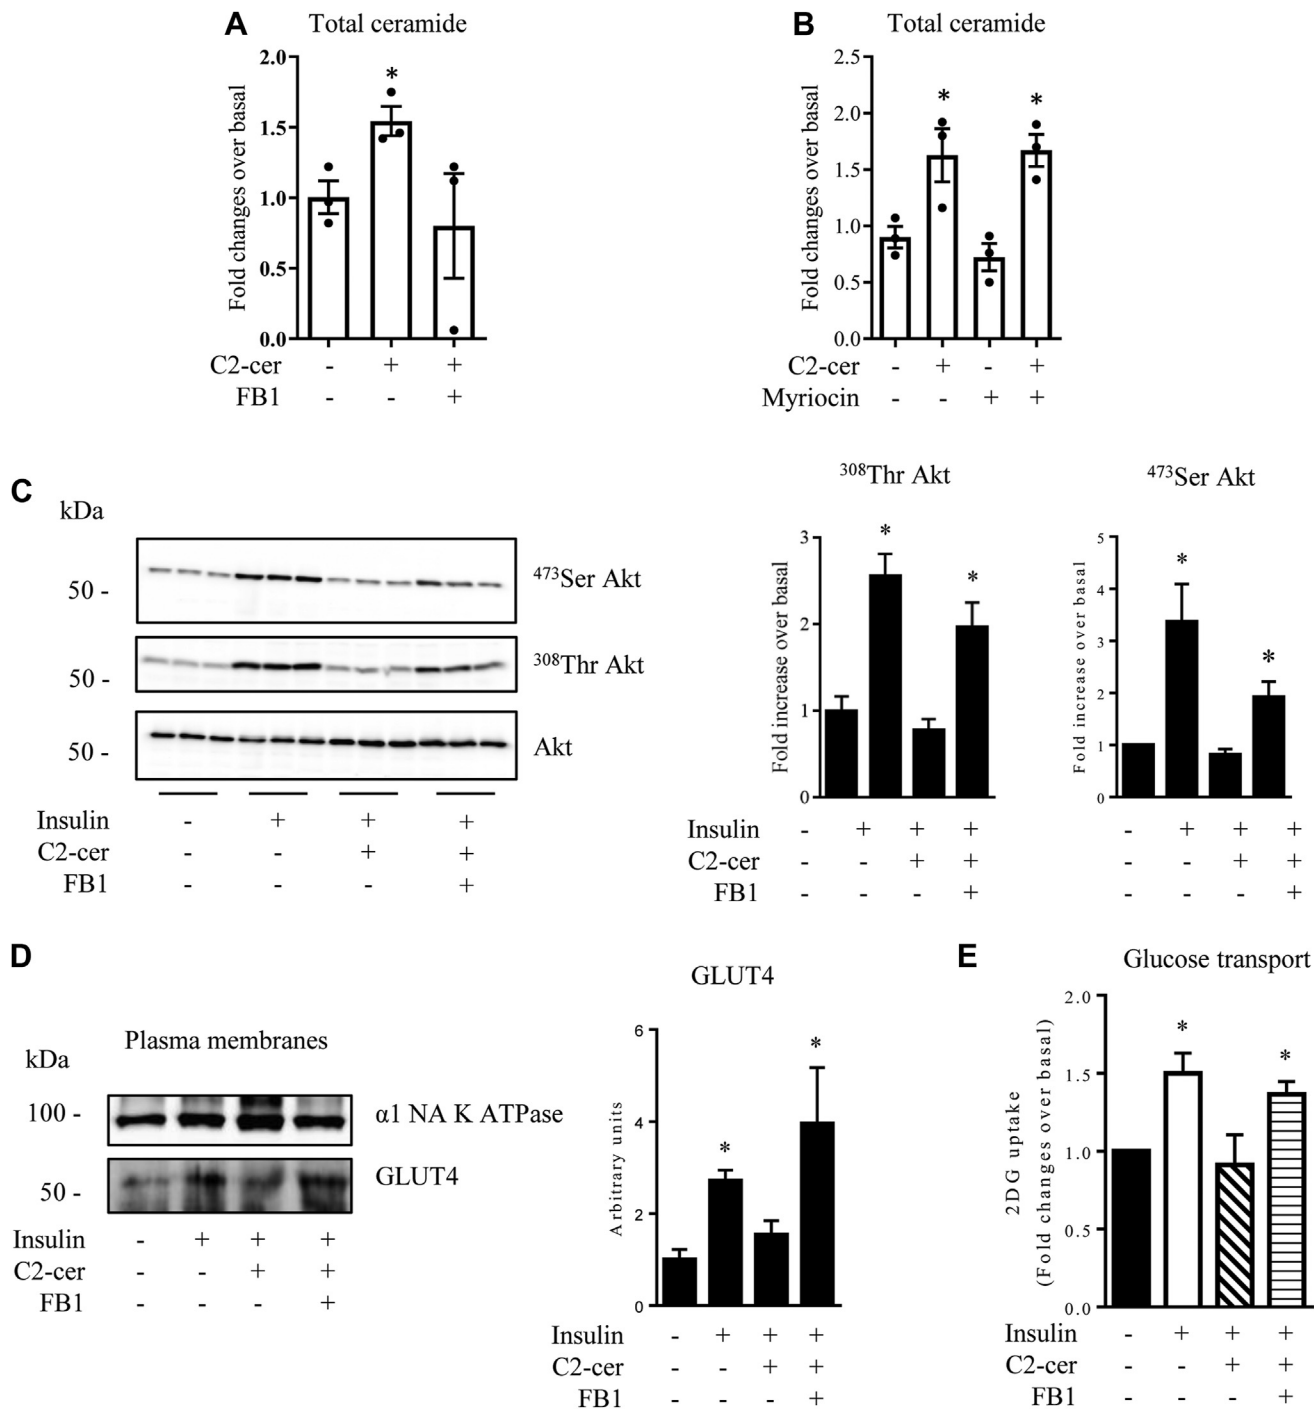 A Total ceramide
Fold changes over basal
2.0
1.5
1.0
0.5
0.0
*
C2-cer - + +
FB1 - - +
B Total ceramide
Fold changes over basal
2.5
2.0
1.5
1.0
0.5
0.0
* *
C2-cer - + - +
Myriocin - - + +
C
kDa
50 -
473Ser Akt
50 -
308Thr Akt
50 -
Akt
Insulin - + + +
C2-cer - - + +
FB1 - - - +
308Thr Akt
Fold increase over basal
3
2
1
0
* *
473Ser Akt
Fold increase over basal
5
4
3
2
1
0
* *
Insulin - + + + - + + +
C2-cer - - + + - - + +
FB1 - - - + - - - +
D
Plasma membranes
kDa
100 -
α1 NA K ATPase
50 -
GLUT4
Insulin - + + +
C2-cer - - + +
FB1 - - - +
GLUT4
Arbitrary units
6
4
2
0
* *
Insulin - + + +
C2-cer - - + +
FB1 - - - +
E Glucose transport
2DG uptake
(Fold changes over basal)
2.0
1.5
1.0
0.5
0.0
* *
Insulin - + + +
C2-cer - - + +
FB1 - - - +